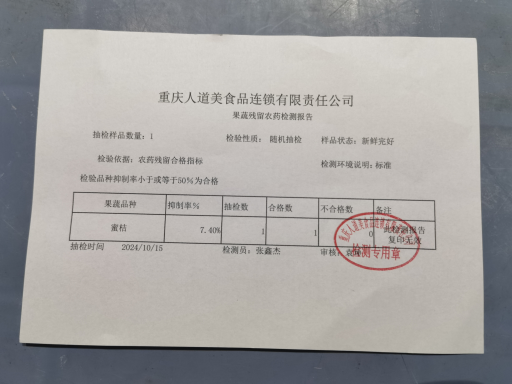 重庆人道美食品连锁有限责任公司
果蔬残留农药检测报告
抽检样品数量：1 检验性质： 随机抽检 样品状态：新鲜完好
检验依据：农药残留合格指标 检测环境说明：标准
检验品种抑制率小于或等于50%为合格
果蔬品种 抑制率% 抽检数 合格数 不合格数 备注
蜜桔 7.40% 1 1 0 此检测报告
复印无效
抽检时间 2024/10/15 检测员：张鑫杰 审核：
检测专用章